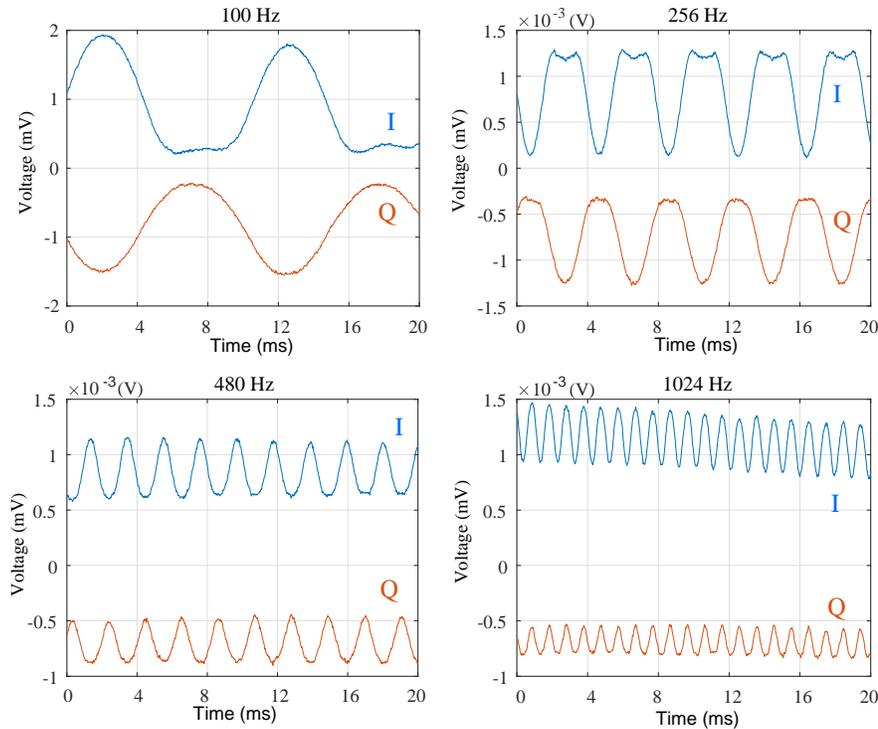 100 Hz
2
1
0
-1
-2
Voltage (mV)
I
Q
0 4 8 12 16 20
Time (ms)
256 Hz
×10⁻³ (V)
1.5
1
0.5
0
-0.5
-1
-1.5
Voltage (mV)
I
Q
0 4 8 12 16 20
Time (ms)
480 Hz
×10⁻³ (V)
1.5
1
0.5
0
-0.5
-1
Voltage (mV)
I
Q
0 4 8 12 16 20
Time (ms)
1024 Hz
×10⁻³ (V)
1.5
1
0.5
0
-0.5
-1
Voltage (mV)
I
Q
0 4 8 12 16 20
Time (ms)